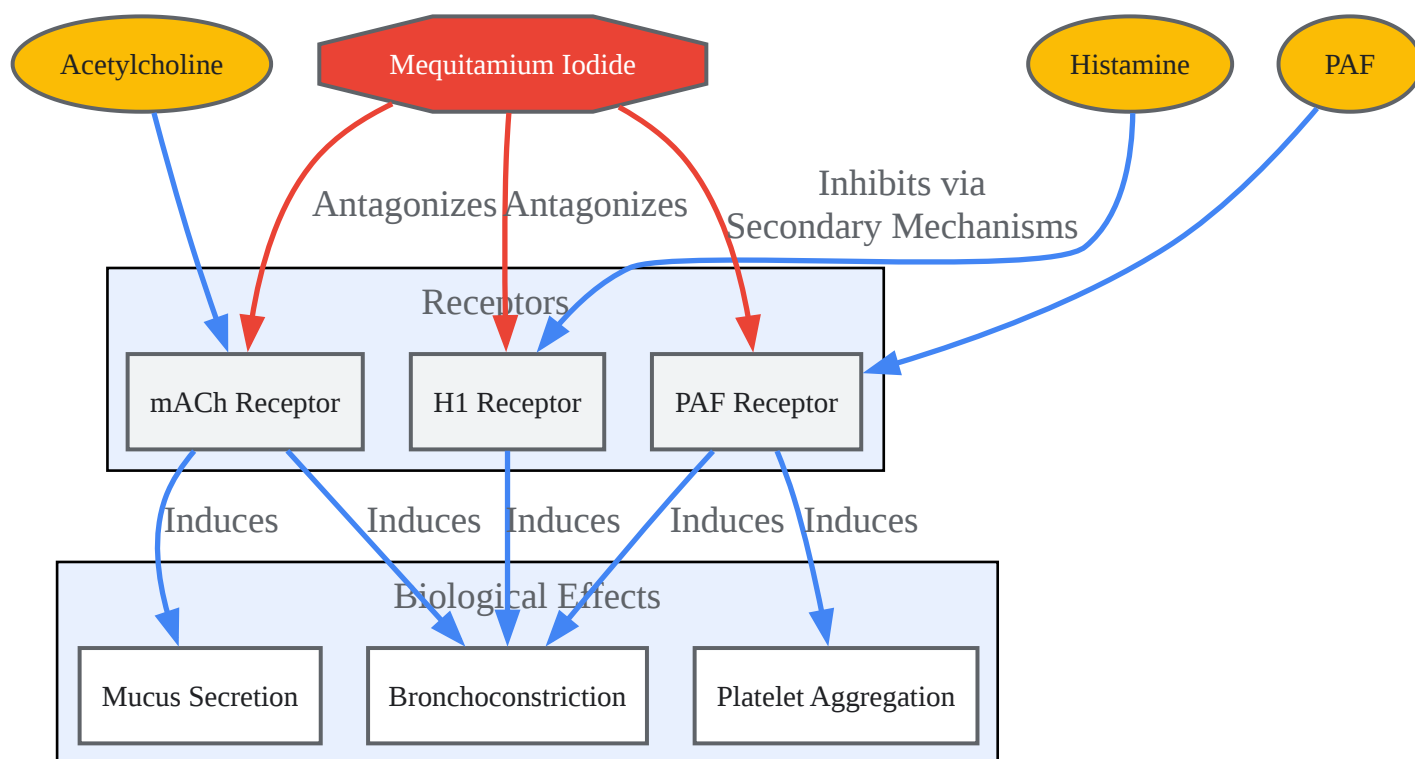 Acetylcholine
Mequitamium Iodide
Histamine
PAF
Antagonizes
Antagonizes
Inhibits via
Secondary Mechanisms
Receptors
mACh Receptor
H1 Receptor
PAF Receptor
Induces
Induces
Induces
Induces
Induces
Biological Effects
Mucus Secretion
Bronchoconstriction
Platelet Aggregation